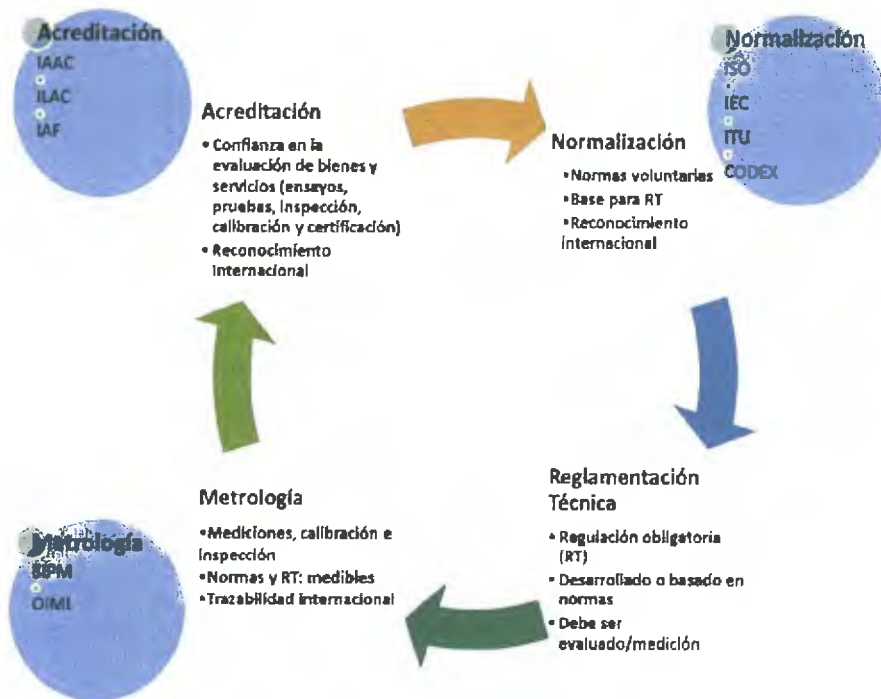 Acreditación
IAAC
ILAC
IAF
Acreditación
• Confianza en la
evaluación de bienes y
servicios (ensayos,
pruebas, inspección,
calibración y certificación)
• Reconocimiento
internacional
Normalización
ISO
IEC
ITU
CODEX
Normalización
•Normas voluntarias
•Base para RT
•Reconocimiento
internacional
Metrología
•Mediciones, calibración e
inspección
•Normas y RT: medibles
•Trazabilidad internacional
Metrología
BIPM
OIML
Reglamentación
Técnica
• Regulación obligatoria
(RT)
• Desarrollado o basado en
normas
• Debe ser
evaluado/medición